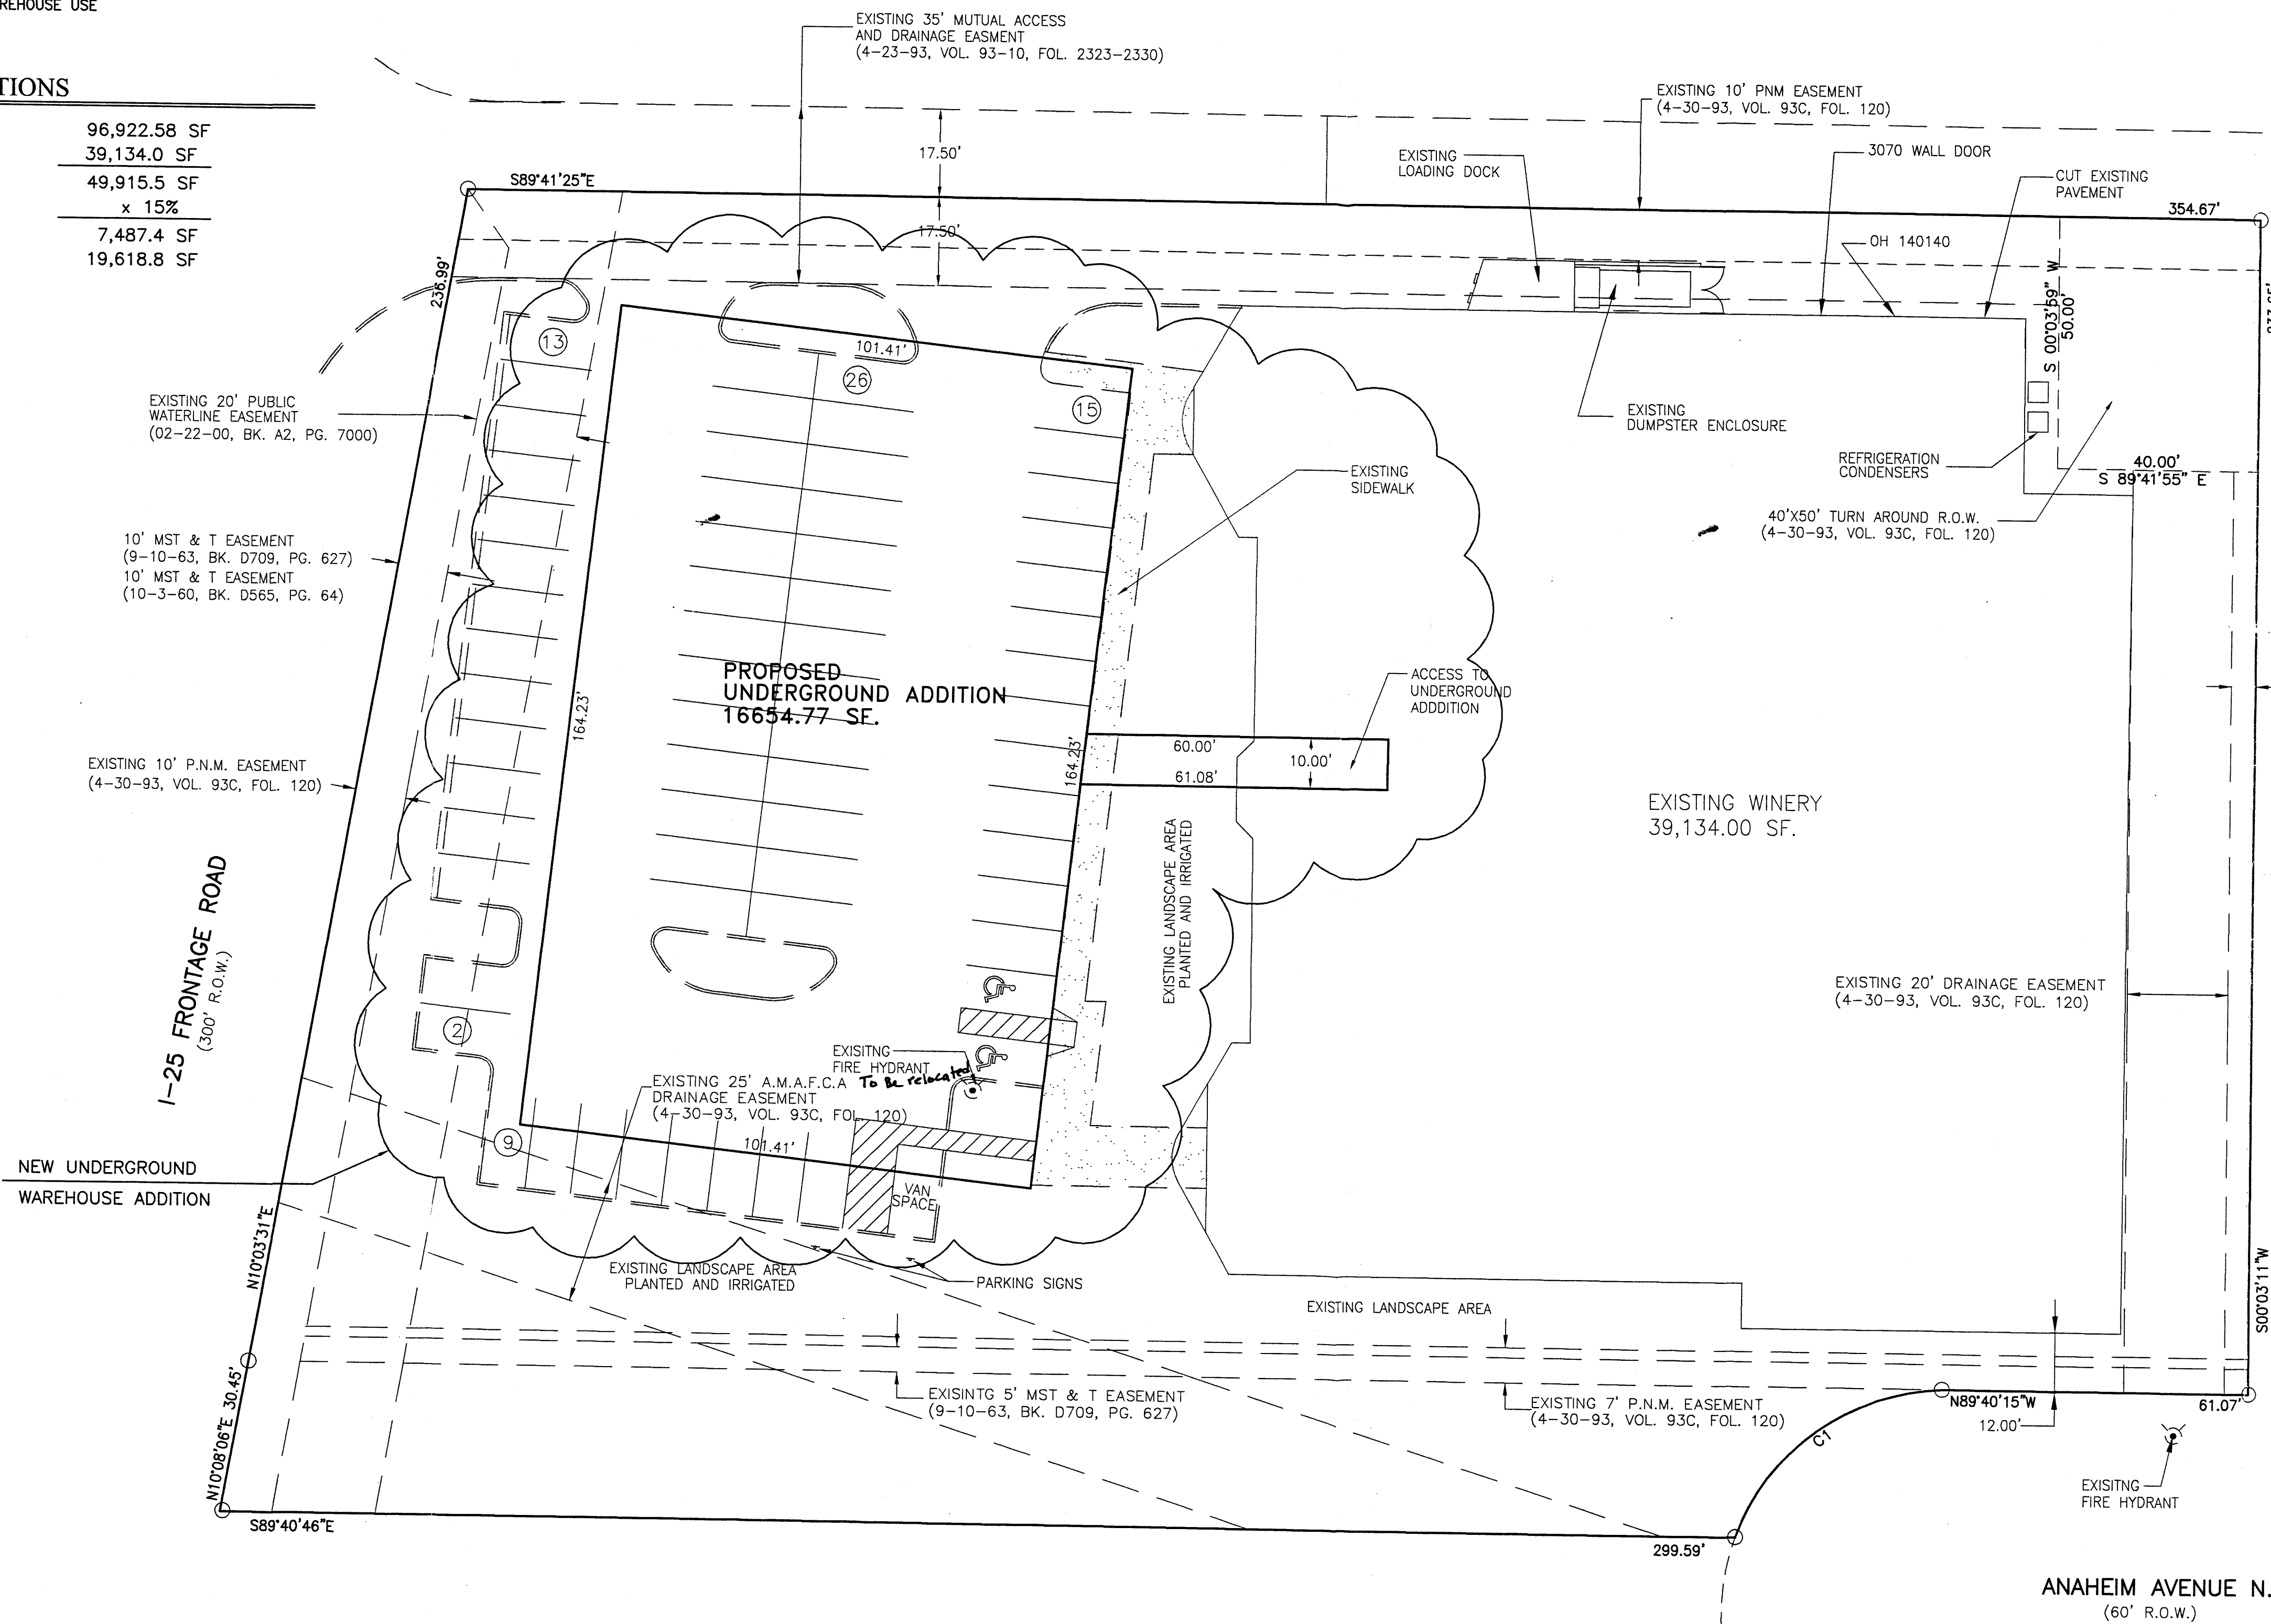 REHOUSE USE
TIONS
96,922.58 SF
39,134.0 SF
49,915.5 SF
x 15%
7,487.4 SF
19,618.8 SF
EXISTING 35' MUTUAL ACCESS
AND DRAINAGE EASMENT
(4-23-93, VOL. 93-10, FOL. 2323-2330)
EXISTING 10' PNM EASEMENT
(4-30-93, VOL. 93C, FOL. 120)
17.50'
17.50'
S89°41'25"E
354.67'
EXISTING
LOADING DOCK
3070 WALL DOOR
CUT EXISTING
PAVEMENT
OH 140140
S 00°03'59" W
50.00'
236.99'
13
101.41'
26
15
EXISTING 20' PUBLIC
WATERLINE EASEMENT
(02-22-00, BK. A2, PG. 7000)
EXISTING
DUMPSTER ENCLOSURE
REFRIGERATION
CONDENSERS
40.00'
S 89°41'55" E
EXISTING
SIDEWALK
40'X50' TURN AROUND R.O.W.
(4-30-93, VOL. 93C, FOL. 120)
10' MST & T EASEMENT
(9-10-63, BK. D709, PG. 627)
10' MST & T EASEMENT
(10-3-60, BK. D565, PG. 64)
PROPOSED
UNDERGROUND ADDITION
16654.77 SF.
164.23'
164.23'
ACCESS TO
UNDERGROUND
ADDDITION
60.00'
10.00'
61.08'
EXISTING 10' P.N.M. EASEMENT
(4-30-93, VOL. 93C, FOL. 120)
EXISTING WINERY
39,134.00 SF.
EXISTING LANDSCAPE AREA
PLANTED AND IRRIGATED
I-25 FRONTAGE ROAD
(300' R.O.W.)
EXISTING 20' DRAINAGE EASEMENT
(4-30-93, VOL. 93C, FOL. 120)
2
EXISITNG
FIRE HYDRANT
To Be relocated
EXISTING 25' A.M.A.F.C.A
DRAINAGE EASEMENT
(4-30-93, VOL. 93C, FOL. 120)
9
101.41'
VAN
SPACE
NEW UNDERGROUND
WAREHOUSE ADDITION
N10°03'31"E
EXISTING LANDSCAPE AREA
PLANTED AND IRRIGATED
PARKING SIGNS
EXISTING LANDSCAPE AREA
S00°03'11"W
EXISINTG 5' MST & T EASEMENT
(9-10-63, BK. D709, PG. 627)
EXISTING 7' P.N.M. EASEMENT
(4-30-93, VOL. 93C, FOL. 120)
N89°40'15"W
61.07'
12.00'
C1
N10°08'06"E 30.45'
EXISITNG
FIRE HYDRANT
S89°40'46"E
299.59'
ANAHEIM AVENUE N.
(60' R.O.W.)